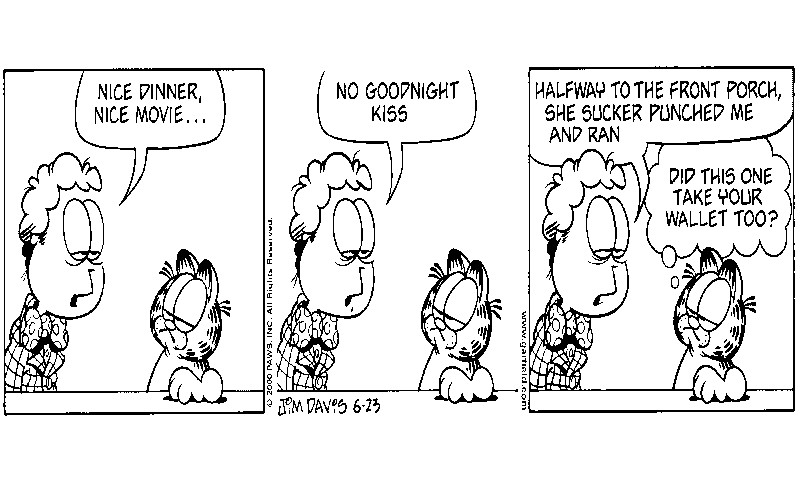 NICE DINNER,
NICE MOVIE...
NO GOODNIGHT
KISS
HALFWAY TO THE FRONT PORCH,
SHE SUCKER PUNCHED ME
AND RAN
DID THIS ONE
TAKE YOUR
WALLET TOO?
© 2000 PAWS, INC. All Rights Reserved.
JIM DAVIS 6-23
www.garfield.com